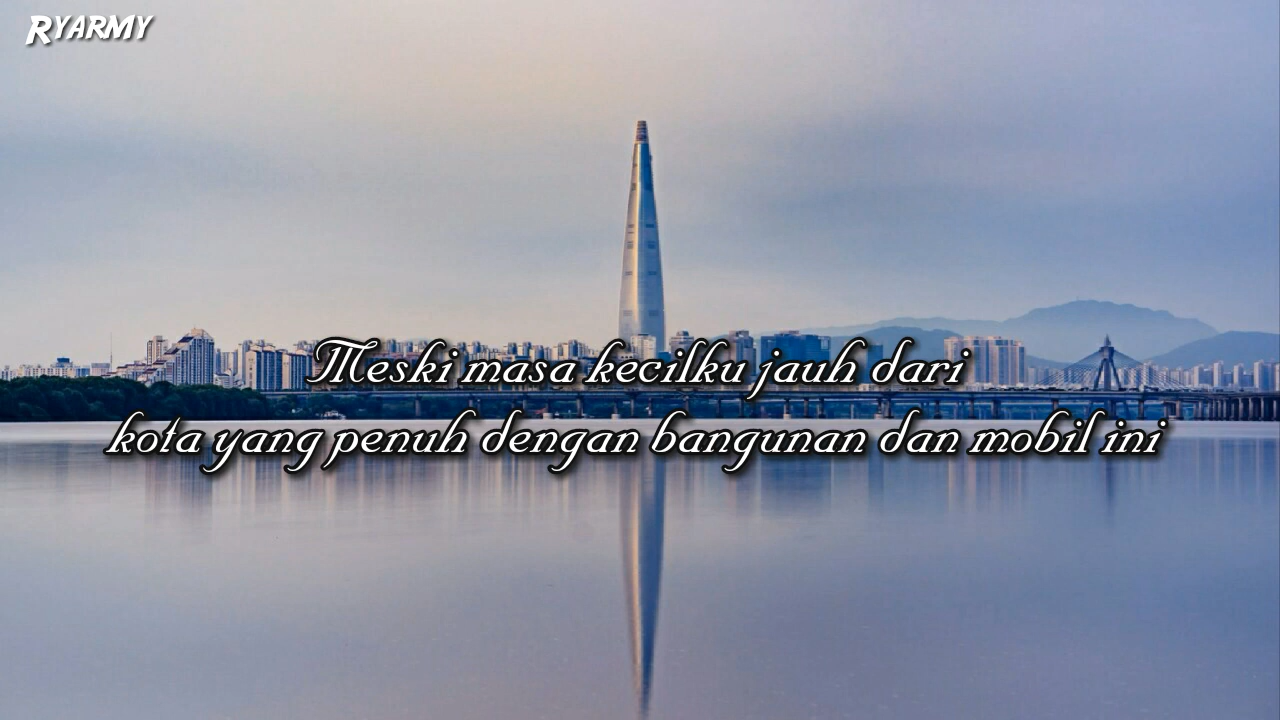 RYARMY
Meski masa kecilku jauh dari
kota yang penuh dengan bangunan dan mobil ini